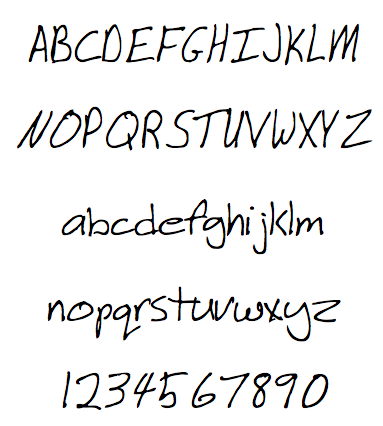 ABCDEFGHIJKLM
NOPQRSTUVWXYZ
abcdefghijklm
nopqrstuvwxyz
1234567890